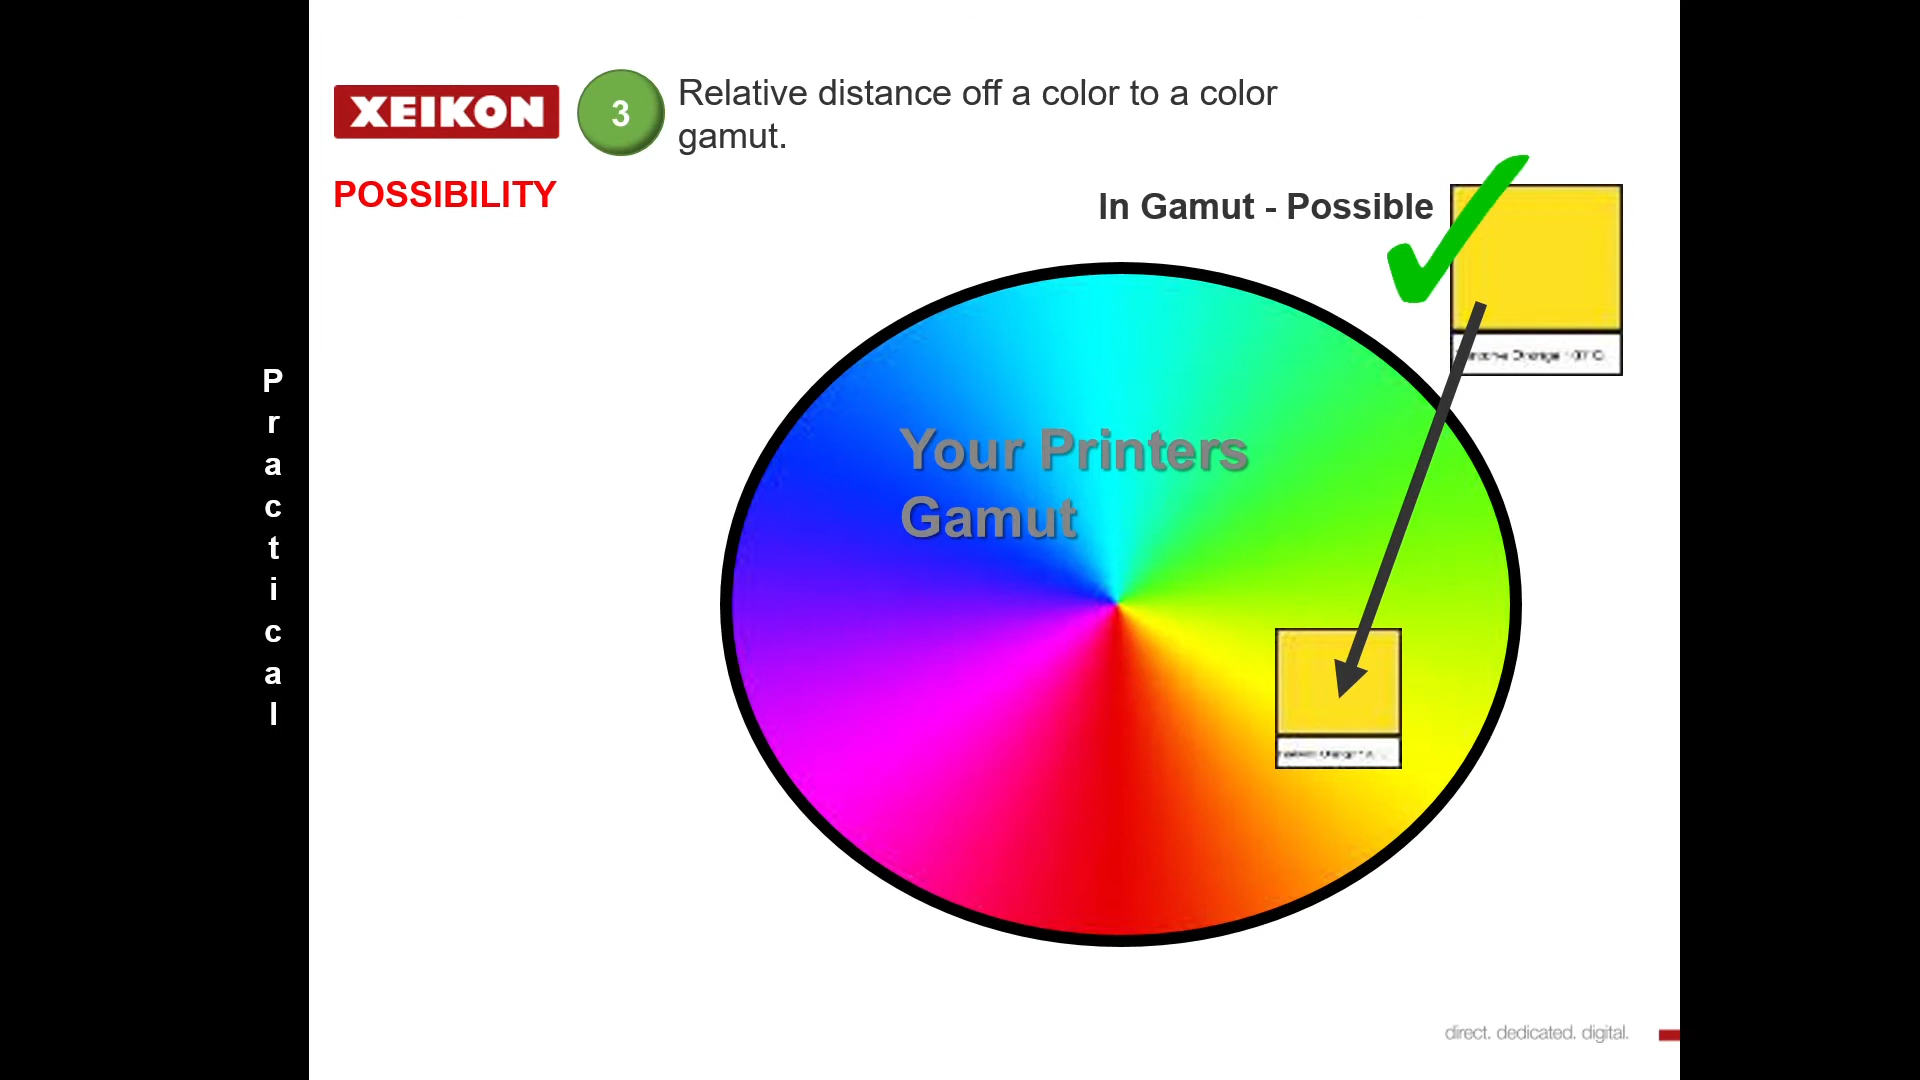 XEIKON
3
Relative distance off a color to a color
gamut.
POSSIBILITY
In Gamut - Possible
Your Printers
Gamut
Practical
direct. dedicated. digital.